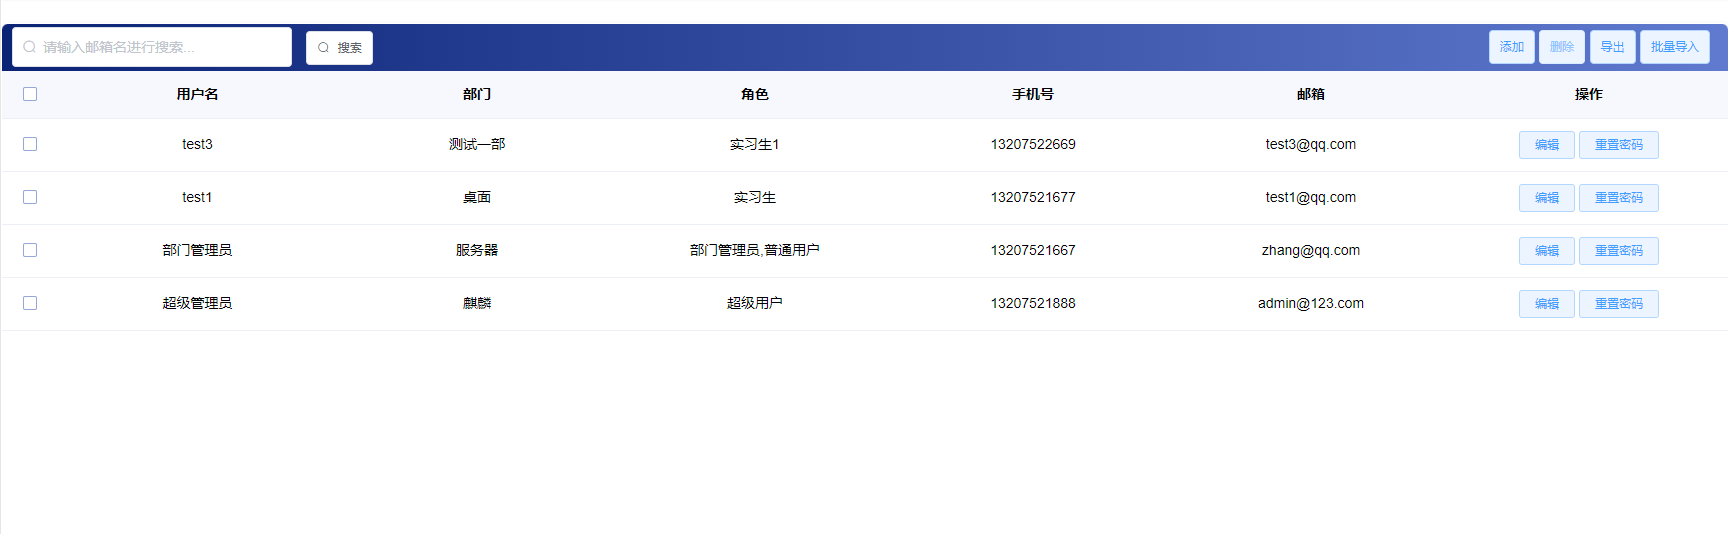 请输入邮箱名进行搜索... 搜索 添加 删除 导出 批量导入
用户名 部门 角色 手机号 邮箱 操作
test3 测试一部 实习生1 13207522669 test3@qq.com 编辑 重置密码
test1 桌面 实习生 13207521677 test1@qq.com 编辑 重置密码
部门管理员 服务器 部门管理员,普通用户 13207521667 zhang@qq.com 编辑 重置密码
超级管理员 麒麟 超级用户 13207521888 admin@123.com 编辑 重置密码